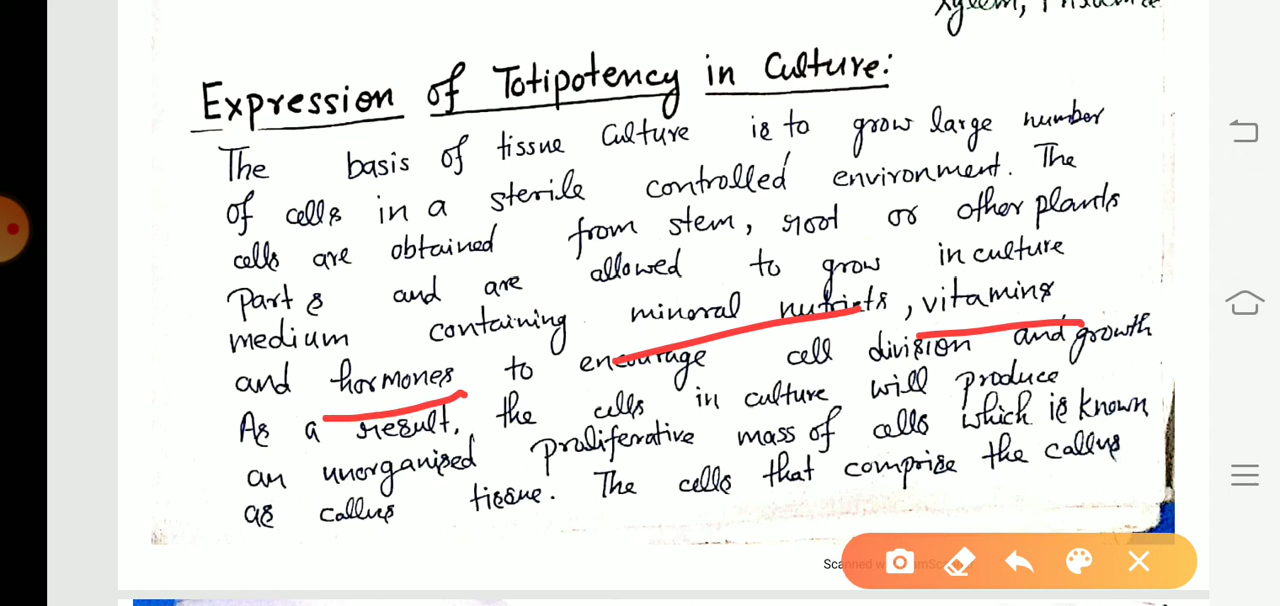 Xylem,
Expression of Totipotency in Culture:
The basis of tissue Culture is to grow large number
of cells in a sterile controlled environment. The
cells are obtained from stem, root or other plants
Parts and are allowed to grow in culture
medium containing mineral nutriets, vitamins
and hormones to encourage cell division and growth
As a result, the cells in culture will produce
an unorganised proliferative mass of cells which is known
as callus tissue. The cells that comprise the callus
Scanned